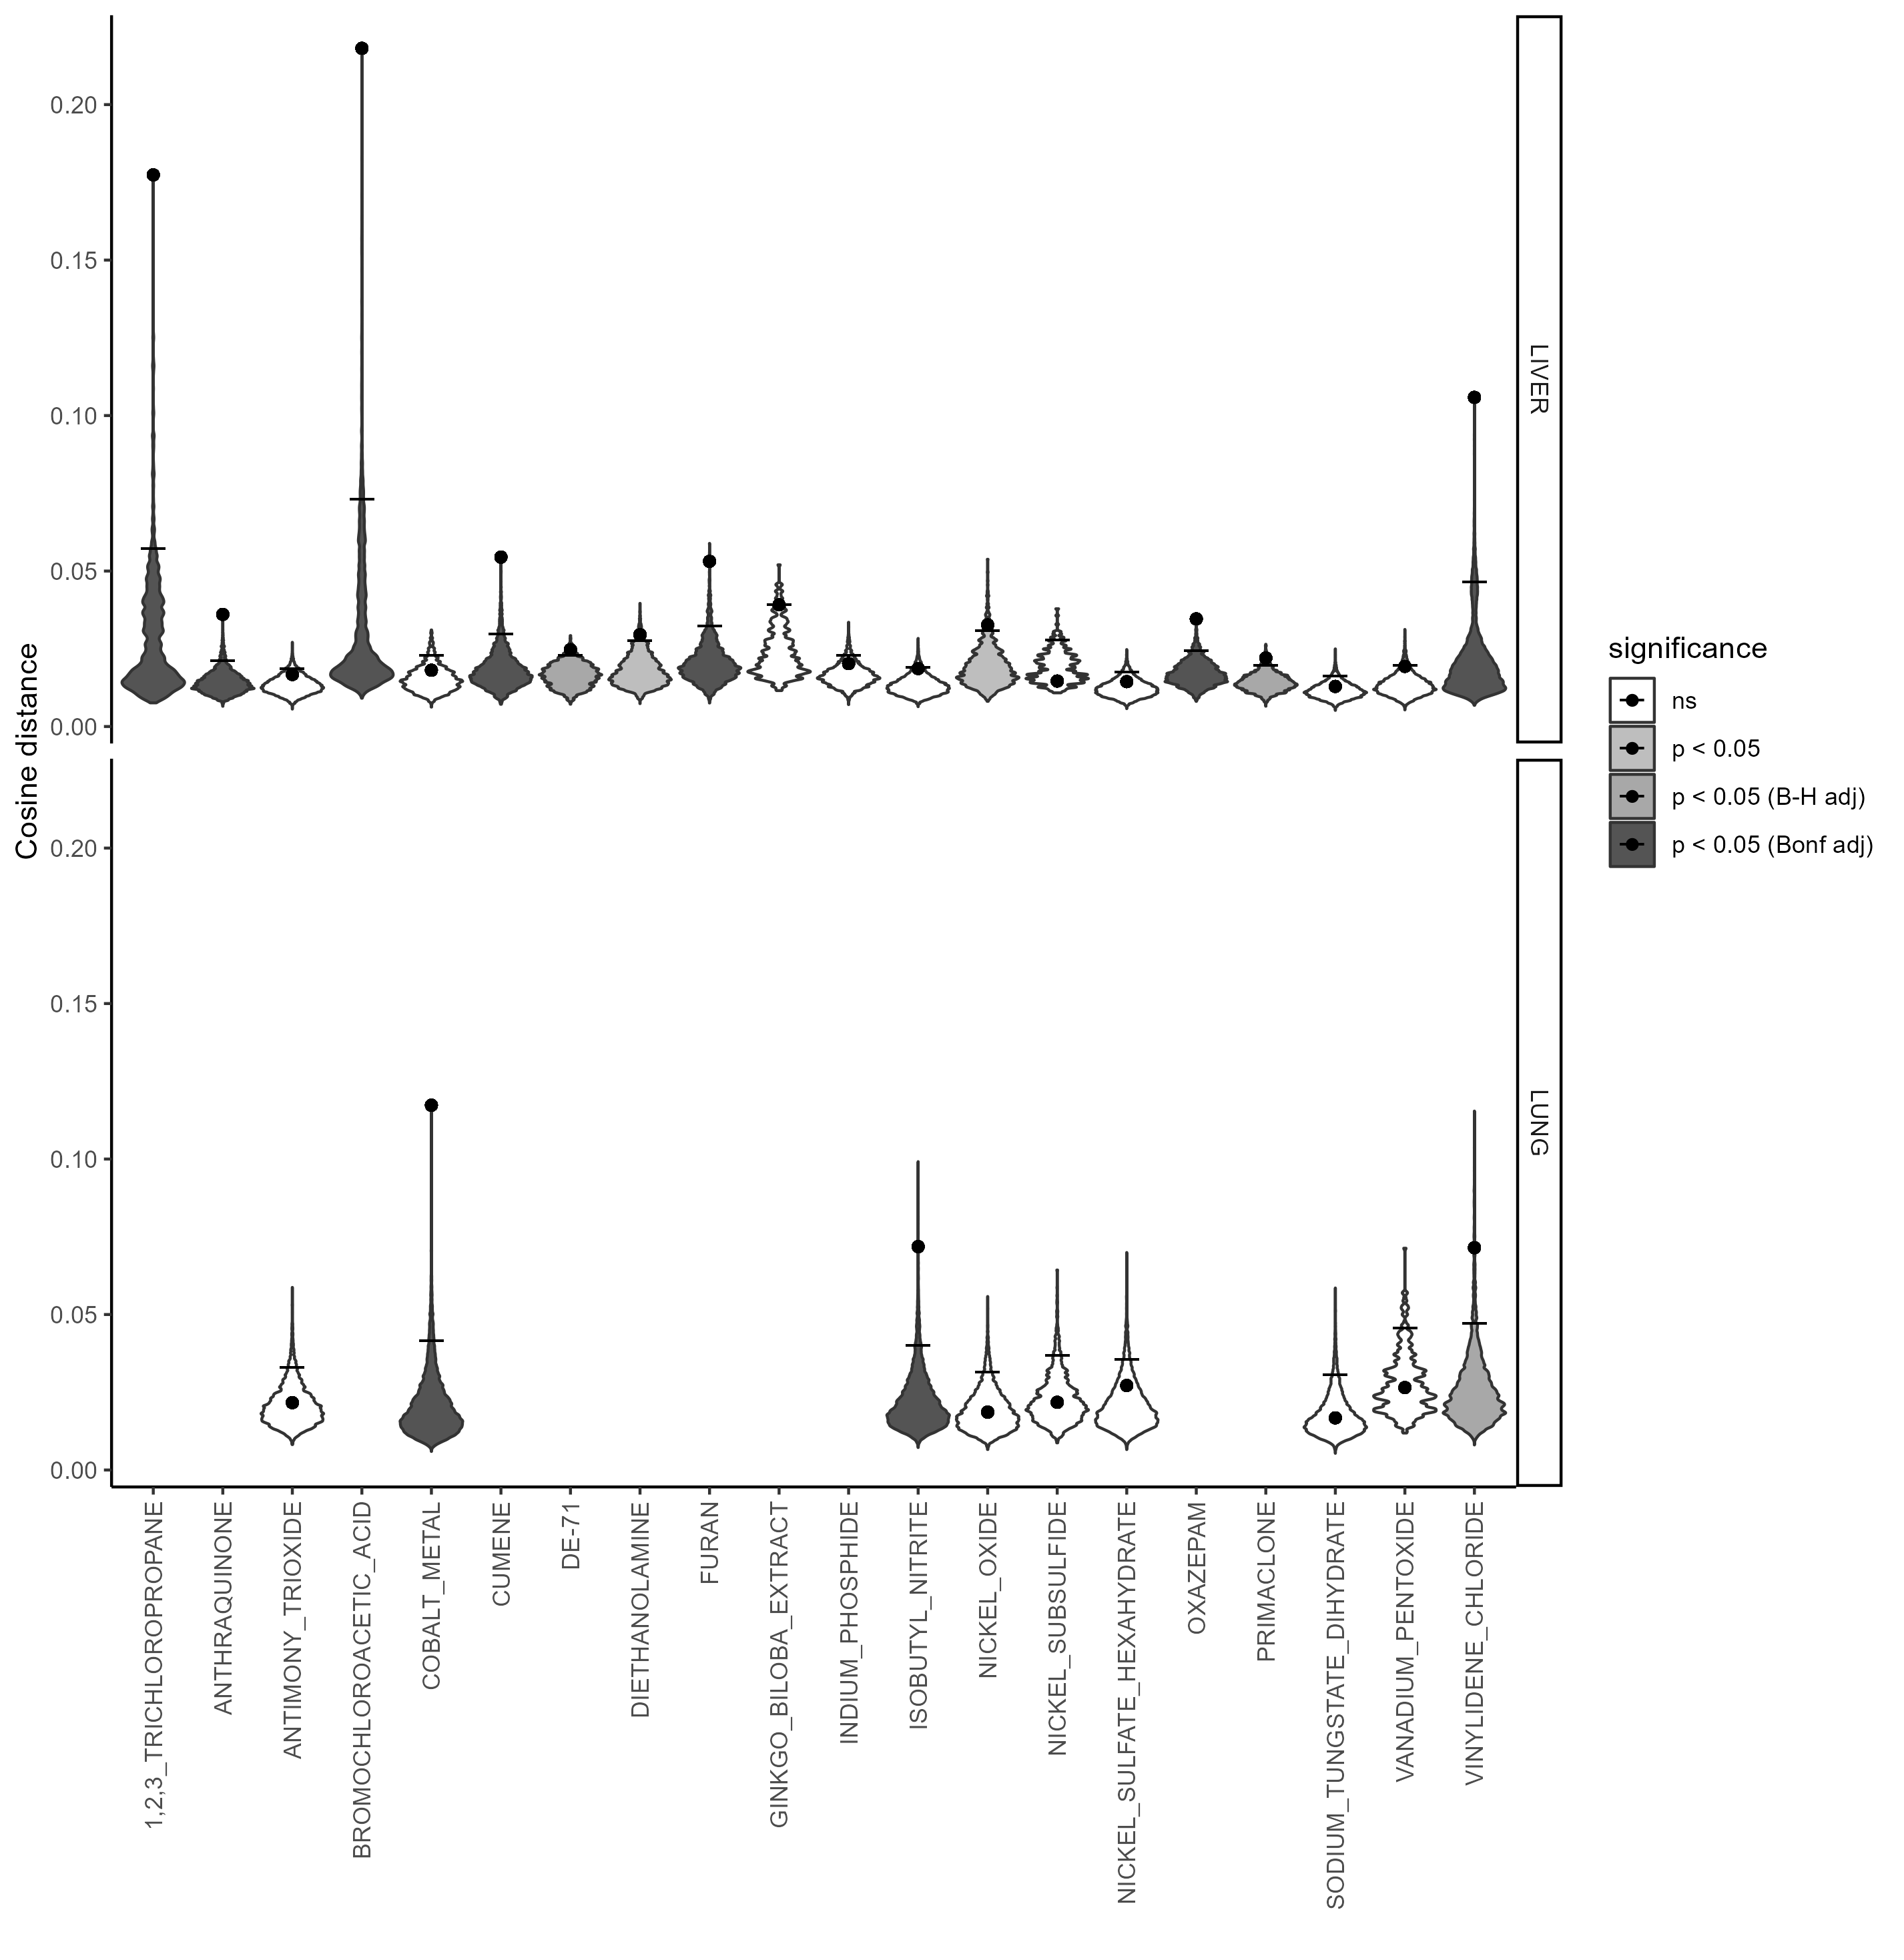 Cosine distance
0.20
0.15
0.10
0.05
0.00
LIVER
0.20
0.15
0.10
0.05
0.00
LUNG
1,2,3_TRICHLOROPROPANE
ANTHRAQUINONE
ANTIMONY_TRIOXIDE
BROMOCHLOROACETIC_ACID
COBALT_METAL
CUMENE
DE-71
DIETHANOLAMINE
FURAN
GINKGO_BILOBA_EXTRACT
INDIUM_PHOSPHIDE
ISOBUTYL_NITRITE
NICKEL_OXIDE
NICKEL_SUBSULFIDE
NICKEL_SULFATE_HEXAHYDRATE
OXAZEPAM
PRIMACLONE
SODIUM_TUNGSTATE_DIHYDRATE
VANADIUM_PENTOXIDE
VINYLIDENE_CHLORIDE
significance
ns
p < 0.05
p < 0.05 (B-H adj)
p < 0.05 (Bonf adj)